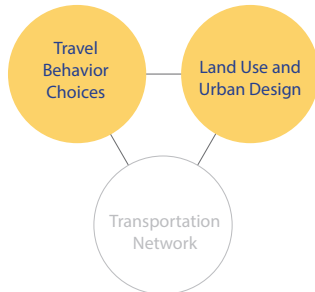 Travel
Behavior
Choices
Land Use and
Urban Design
Transportation
Network